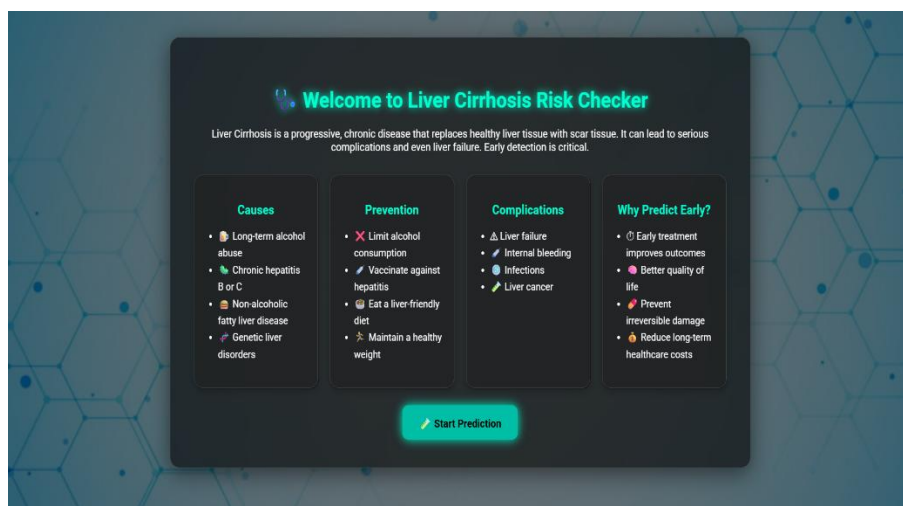 🩺 Welcome to Liver Cirrhosis Risk Checker
Liver Cirrhosis is a progressive, chronic disease that replaces healthy liver tissue with scar tissue. It can lead to serious
complications and even liver failure. Early detection is critical.
Causes
• 🍺 Long-term alcohol
abuse
• 🦠 Chronic hepatitis
B or C
• 🍔 Non-alcoholic
fatty liver disease
• 🧬 Genetic liver
disorders
Prevention
• ❌ Limit alcohol
consumption
• 💉 Vaccinate against
hepatitis
• 🥗 Eat a liver-friendly
diet
• 🏃 Maintain a healthy
weight
Complications
• ⚠ Liver failure
• 💉 Internal bleeding
• 🦠 Infections
• 🧪 Liver cancer
Why Predict Early?
• ⏱ Early treatment
improves outcomes
• 🧠 Better quality of
life
• 💊 Prevent
irreversible damage
• 💰 Reduce long-term
healthcare costs
🧪 Start Prediction